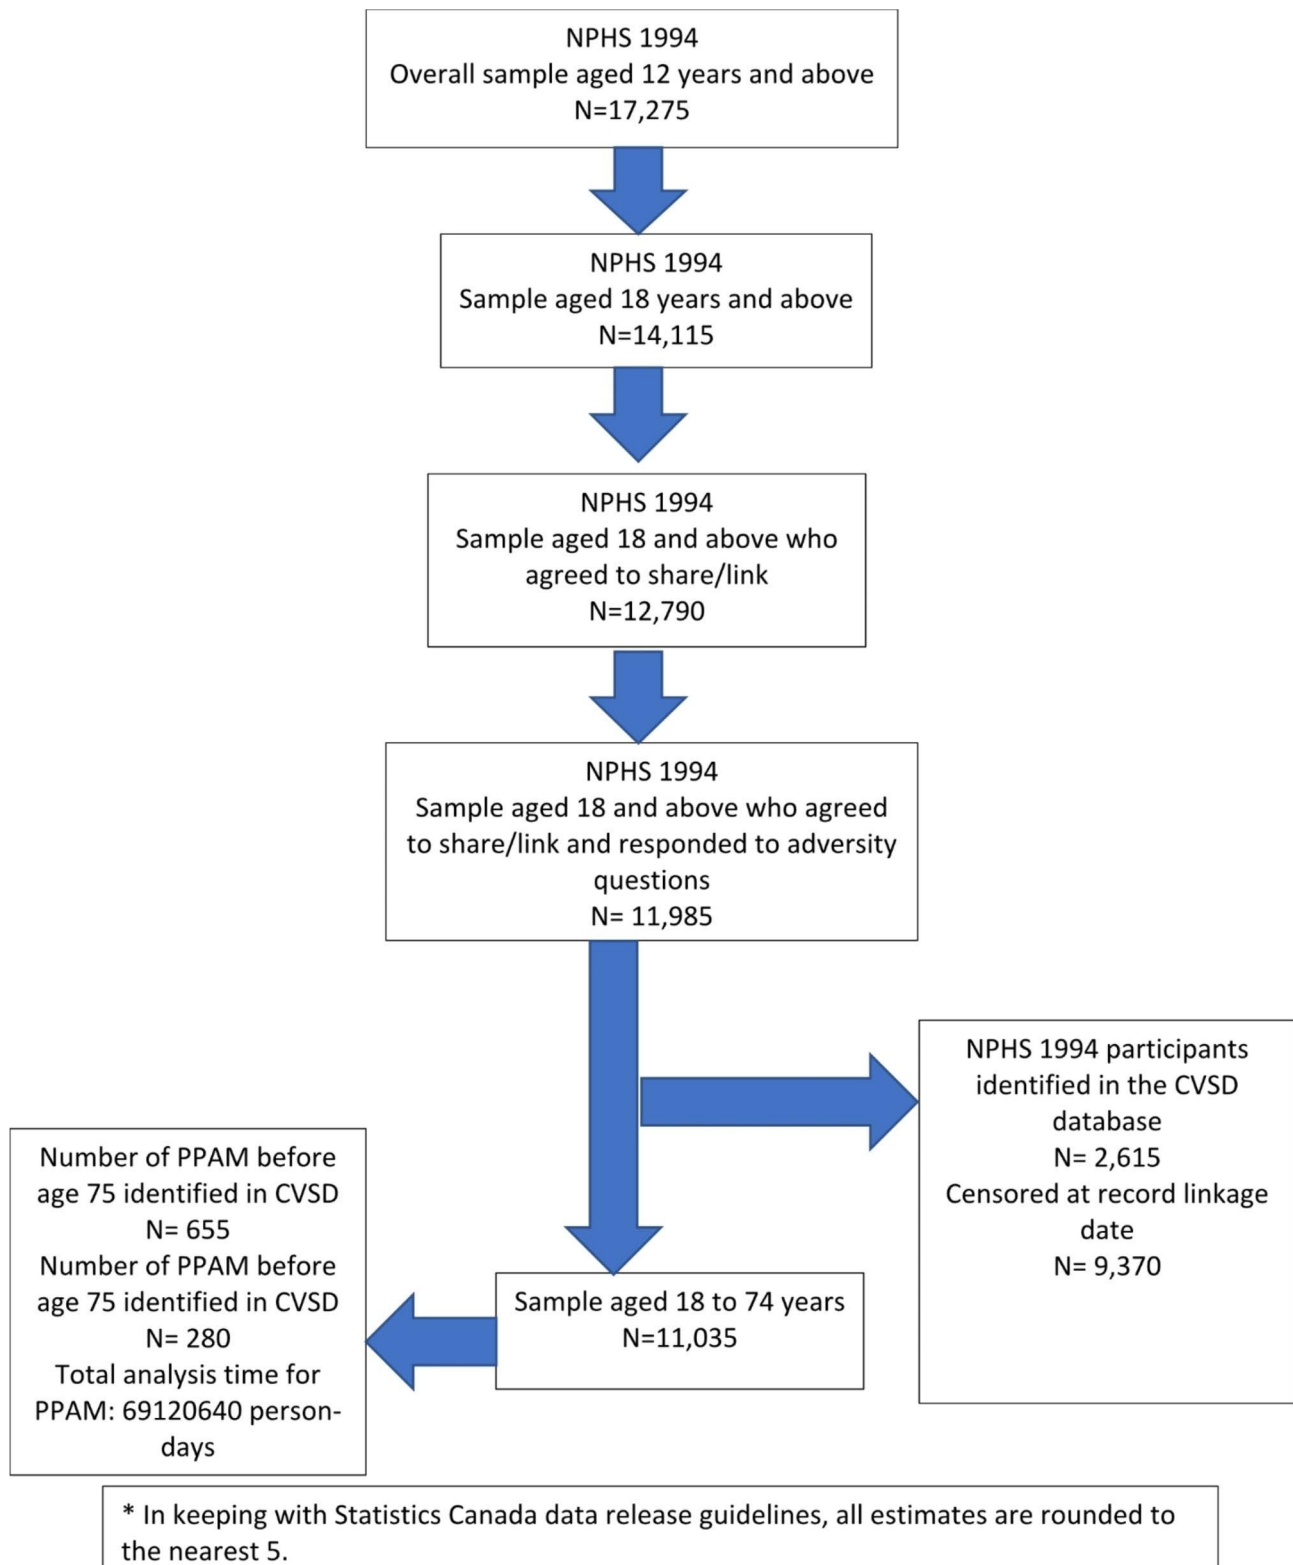 NPHS 1994
Overall sample aged 12 years and above
N=17,275
NPHS 1994
Sample aged 18 years and above
N=14,115
NPHS 1994
Sample aged 18 and above who
agreed to share/link
N=12,790
NPHS 1994
Sample aged 18 and above who agreed
to share/link and responded to adversity
questions
N= 11,985
NPHS 1994 participants
identified in the CVSD
database
N= 2,615
Censored at record linkage
date
N= 9,370
Number of PPAM before
age 75 identified in CVSD
N= 655
Number of PPAM before
age 75 identified in CVSD
N= 280
Total analysis time for
PPAM: 69120640 person-
days
Sample aged 18 to 74 years
N=11,035
* In keeping with Statistics Canada data release guidelines, all estimates are rounded to
the nearest 5.